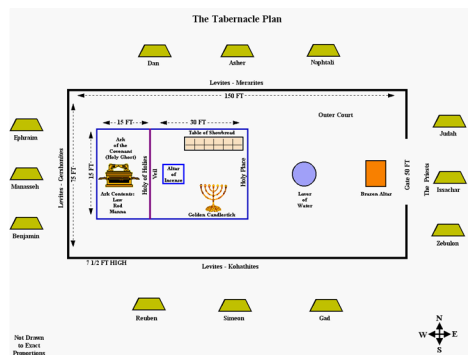 The Tabernacle Plan
Dan
Asher
Naphtali
Levites - Merarites
150 FT
Outer Court
Ephraim
Manasseh
Benjamin
Levites - Gershonites
75 FT
15 FT
30 FT
15 FT
Ark
of the
Covenant
(Holy Ghost)
Ark Contains:
Law
Rod
Manna
Holy of Holies
Veil
Table of Shewbread
Altar
of
Incense
Golden Candlestick
Holy Place
Laver
of
Water
Brazen Altar
Gate 50 FT
The Priests
Judah
Issachar
Zebulon
7 1/2 FT HIGH
Levites - Kohathites
Reuben
Simeon
Gad
Not Drawn
to Exact
Proportions
N
W
E
S